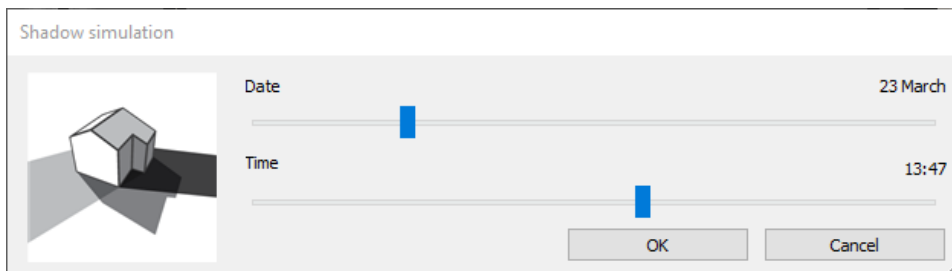 Shadow simulation
Date
23 March
Time
13:47
OK
Cancel